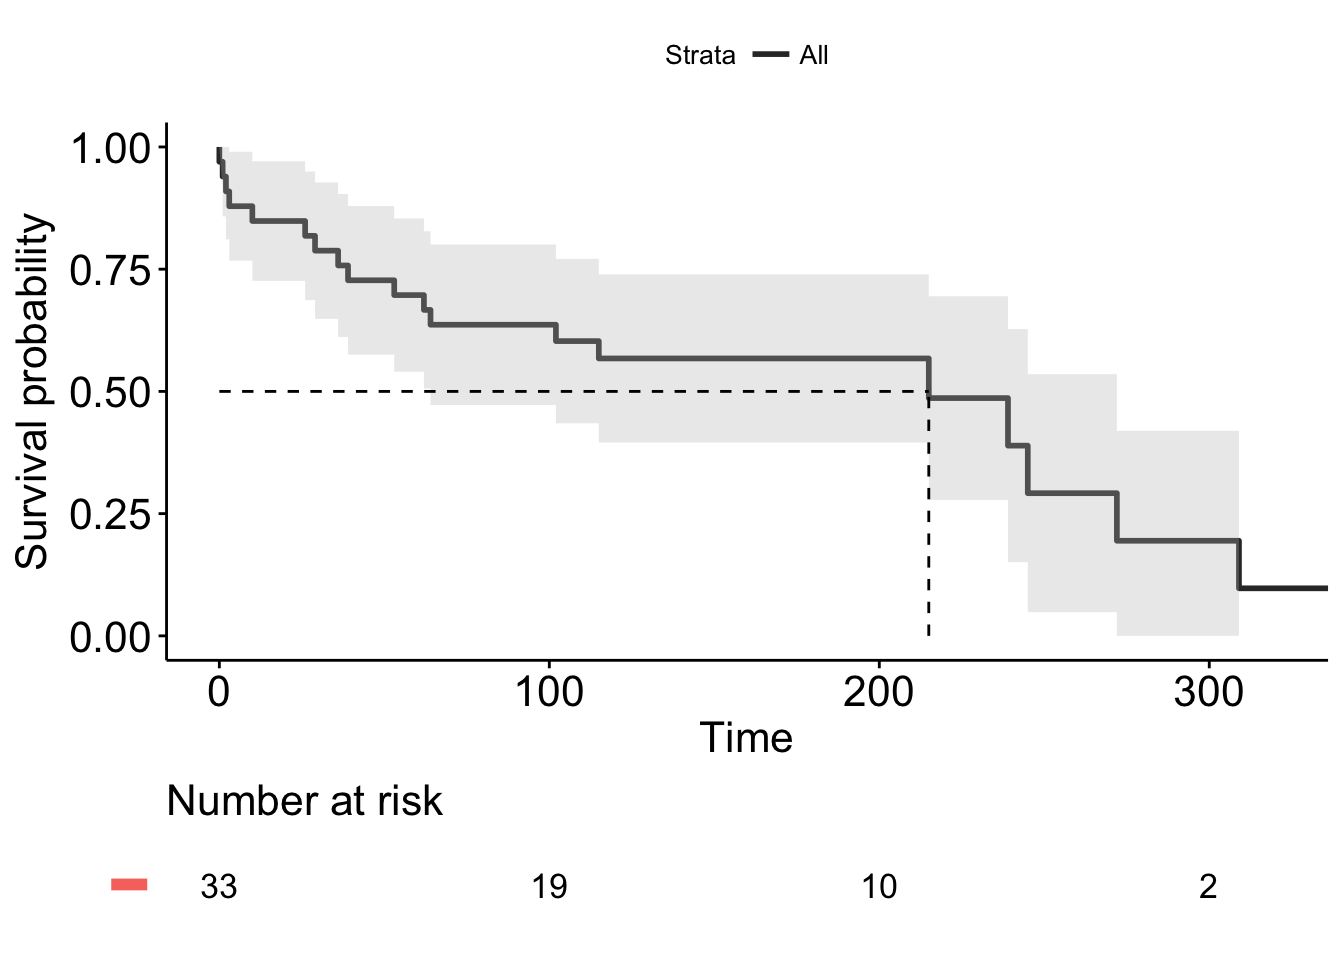 Strata All
1.00
0.75
0.50
0.25
0.00
Survival probability
0 100 200 300
Time
Number at risk
33 19 10 2